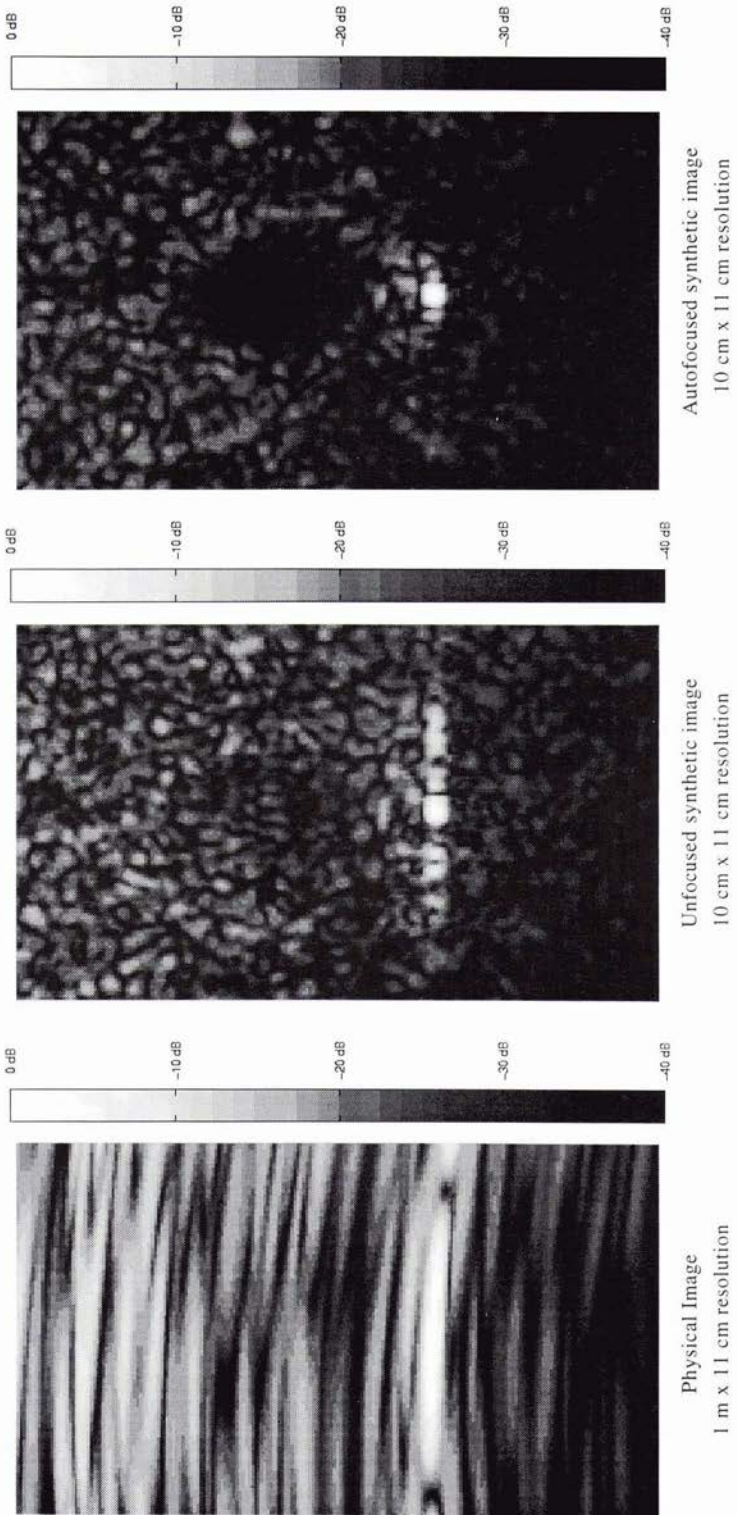 0 dB
-10 dB
-20 dB
-30 dB
-40 dB
Physical Image
1 m x 11 cm resolution
0 dB
-10 dB
-20 dB
-30 dB
-40 dB
Unfocused synthetic image
10 cm x 11 cm resolution
0 dB
-10 dB
-20 dB
-30 dB
-40 dB
Autofocused synthetic image
10 cm x 11 cm resolution